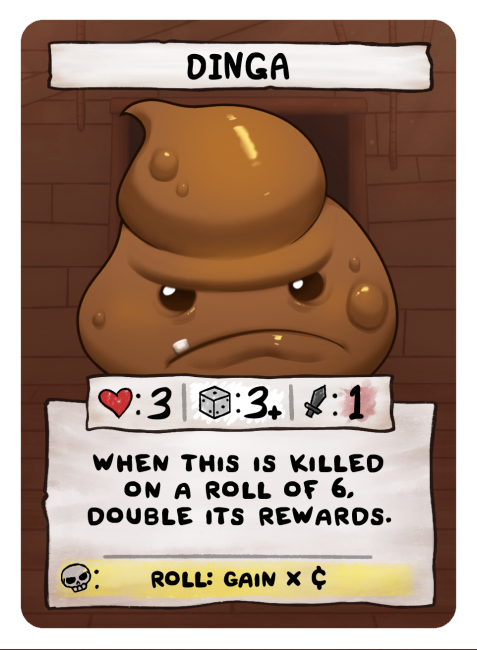 DINGA
:3 :3+ :1
WHEN THIS IS KILLED
ON A ROLL OF 6,
DOUBLE ITS REWARDS.
: ROLL: GAIN X ¢